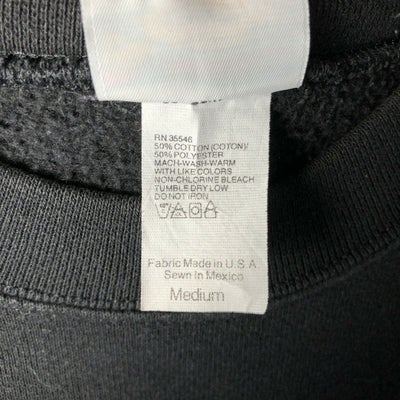 RN 35546
50% COTTON (COTON)/
50% POLYESTER
MACH-WASH-WARM
WITH LIKE COLORS
NON-CHLORINE BLEACH
TUMBLE DRY LOW
DO NOT IRON
Fabric Made in U.S.A
Sewn in Mexico
Medium